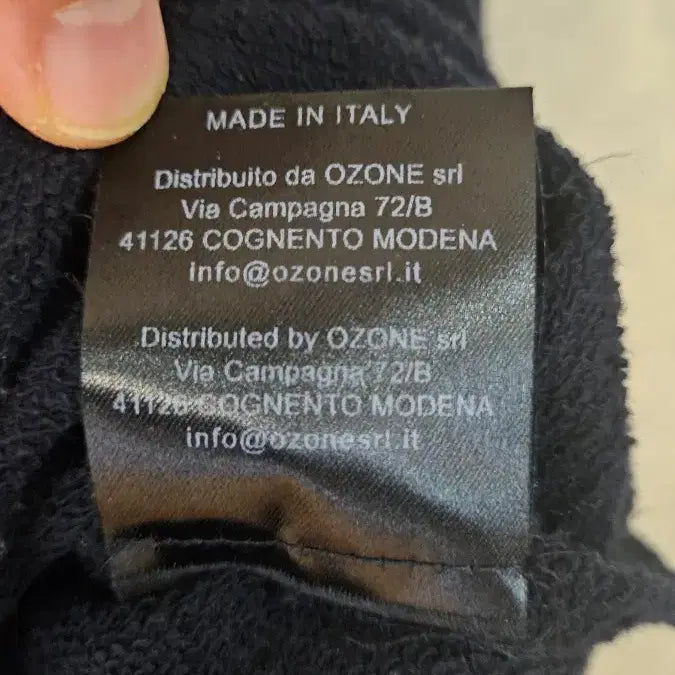 MADE IN ITALY
Distribuito da OZONE srl
Via Campagna 72/B
41126 COGNENTO MODENA
info@ozonesrl.it
Distributed by OZONE srl
Via Campagna 72/B
41126 COGNENTO MODENA
info@ozonesrl.it